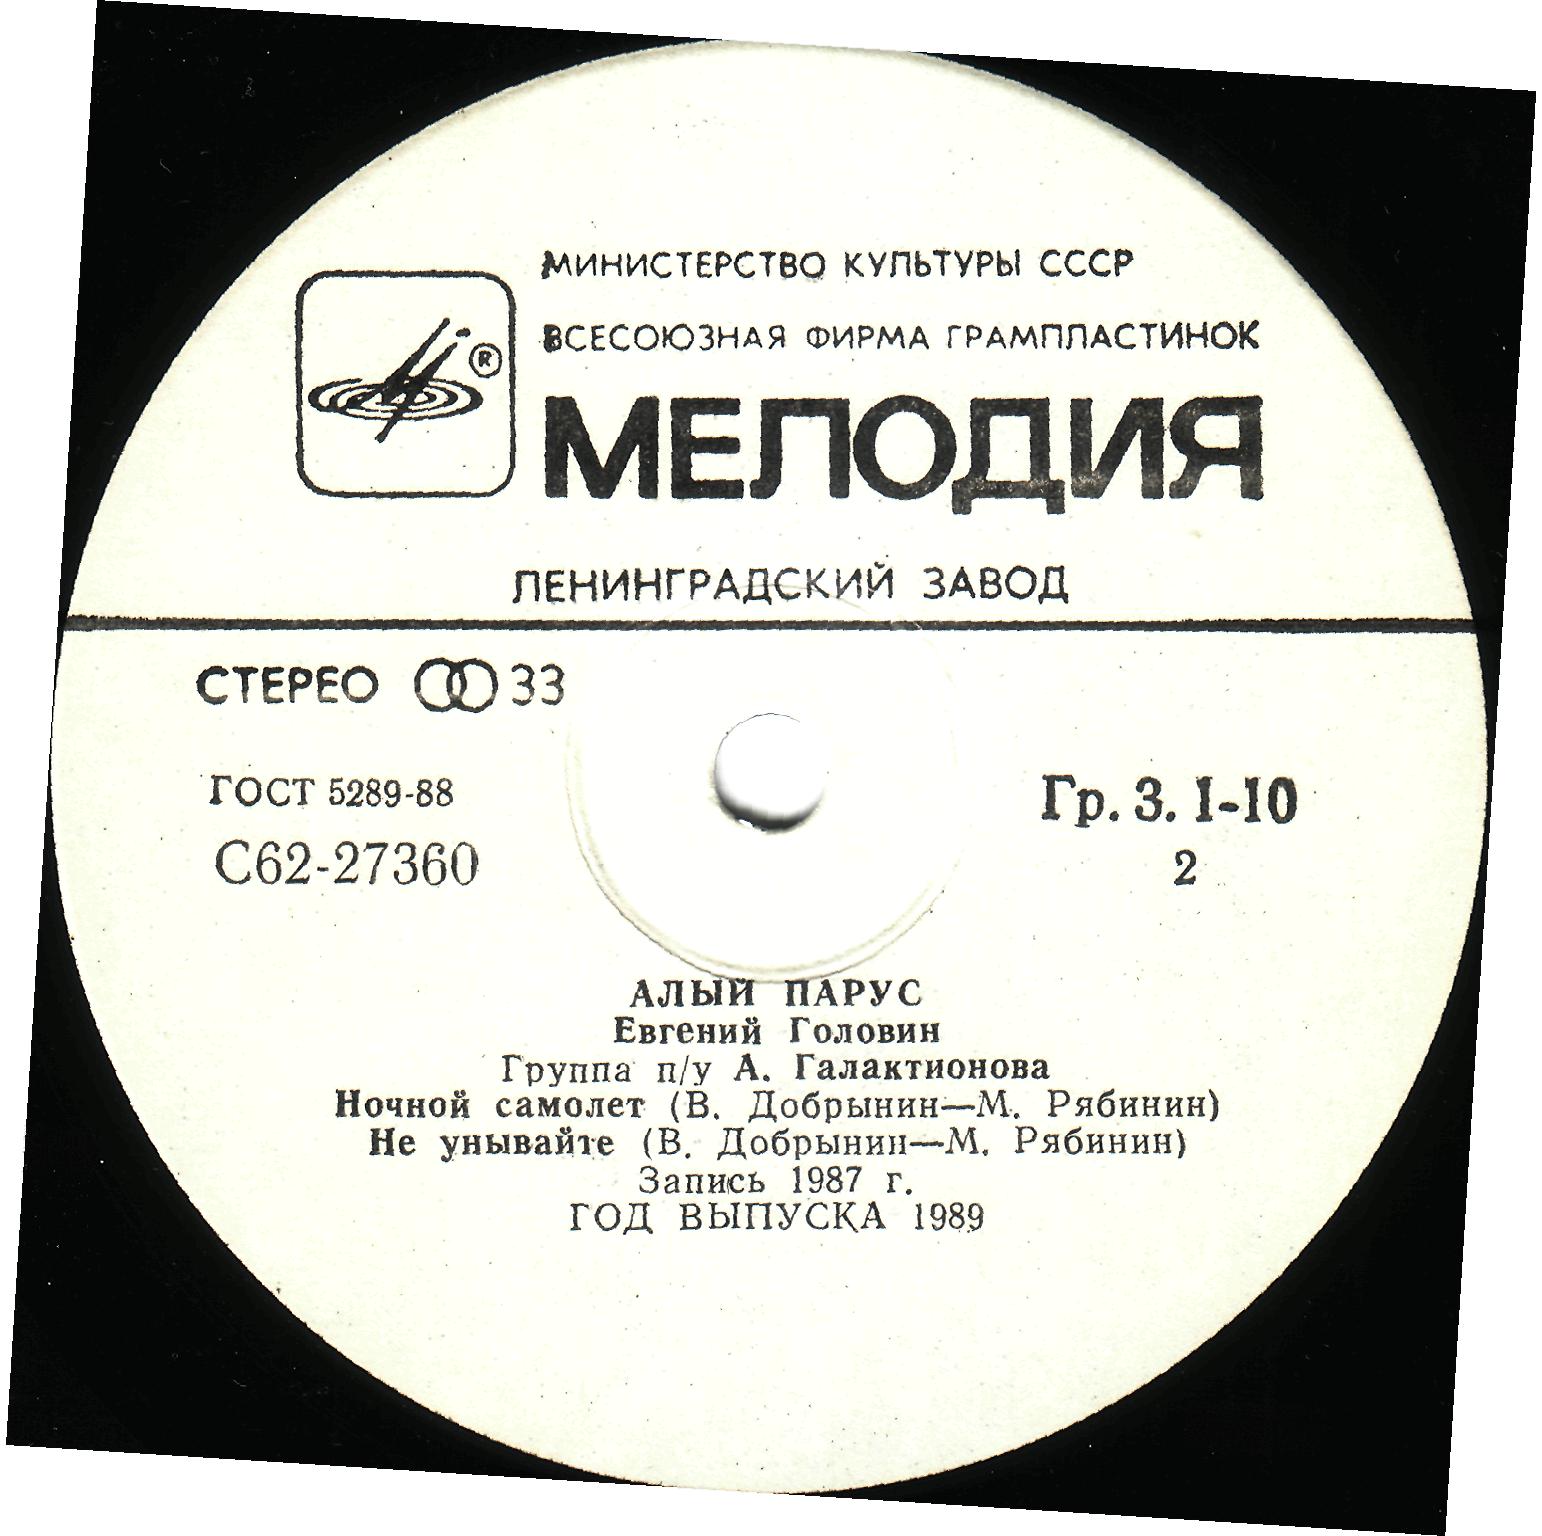 МИНИСТЕРСТВО КУЛЬТУРЫ СССР
ВСЕСОЮЗНАЯ ФИРМА ГРАМПЛАСТИНОК
®
МЕЛОДИЯ
ЛЕНИНГРАДСКИЙ ЗАВОД
СТЕРЕО 33
ГОСТ 5289-88
Гр. 3. 1-10
С62-27360
2
АЛЫЙ ПАРУС
Евгений Головин
Группа п/у А. Галактионова
Ночной самолет (В. Добрынин—М. Рябинин)
Не унывайте (В. Добрынин—М. Рябинин)
Запись 1987 г.
ГОД ВЫПУСКА 1989